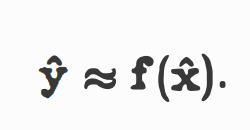 ŷ ≈ f(x̂).